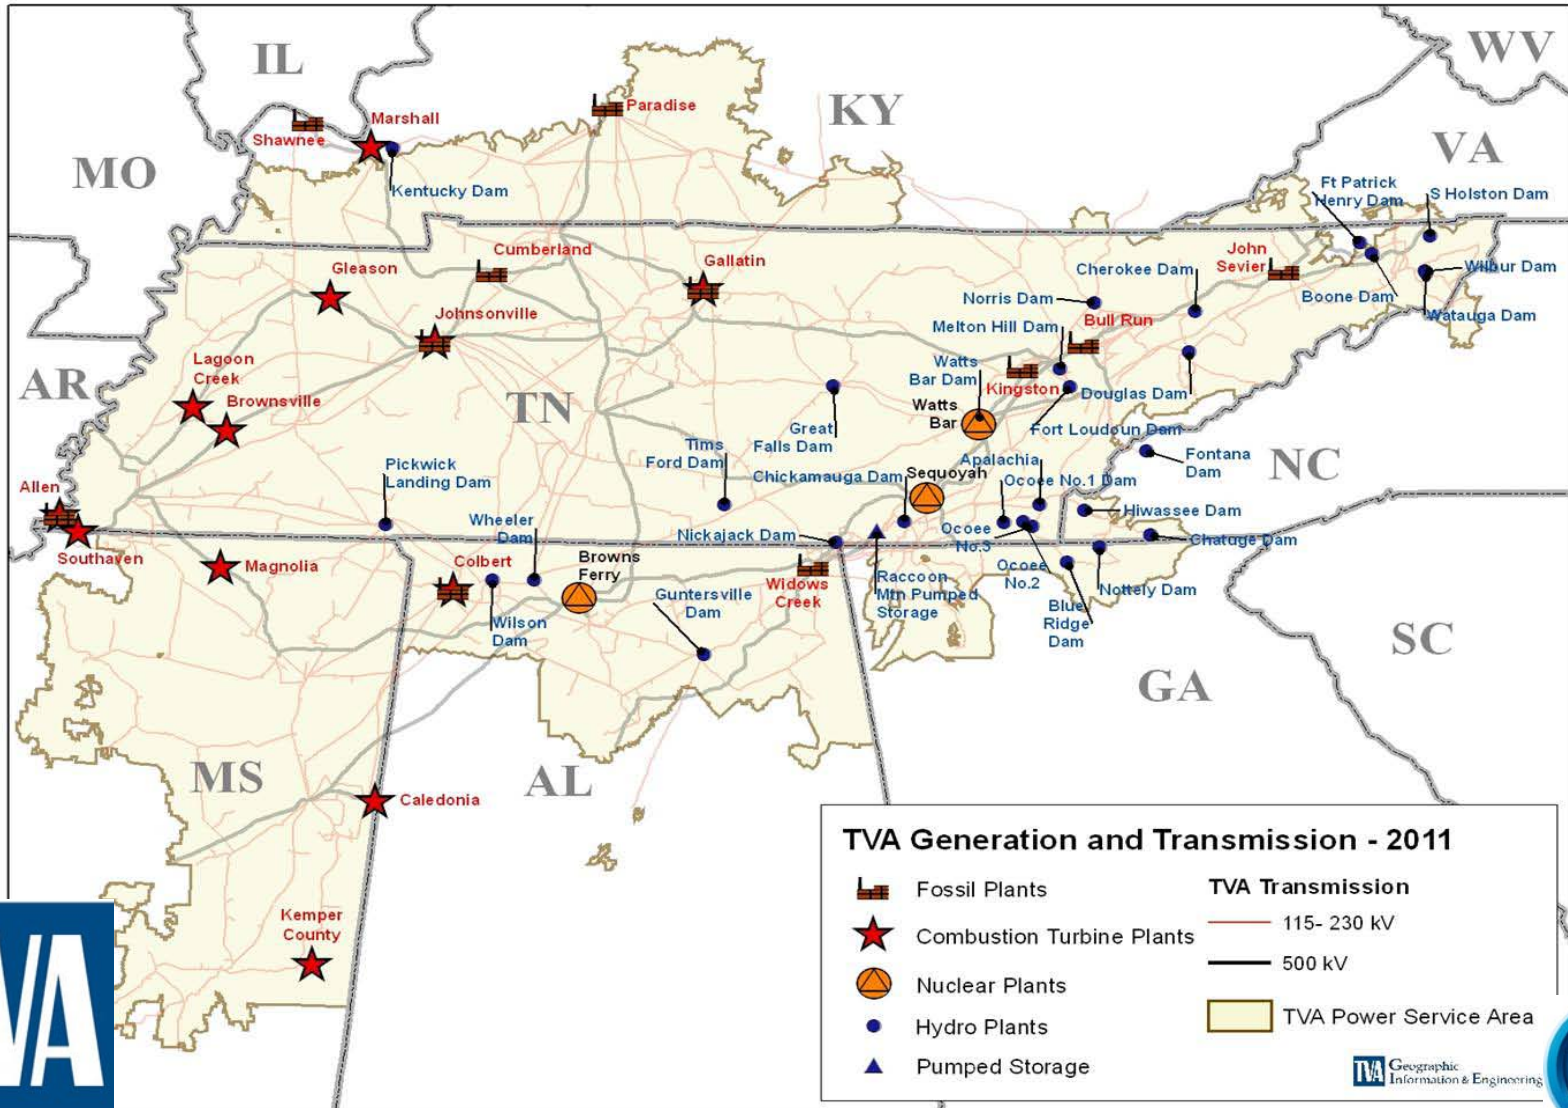 IL
WV
MO
KY
VA
AR
TN
NC
MS
AL
GA
SC
Shawnee
Marshall
Kentucky Dam
Paradise
Cumberland
Gleason
Gallatin
Johnsonville
Lagoon
Creek
Brownsville
Allen
Southaven
Magnolia
Pickwick
Landing Dam
Wheeler
Dam
Colbert
Browns
Ferry
Wilson
Dam
Guntersville
Dam
Widows
Creek
Nickajack Dam
Tims
Ford Dam
Great
Falls Dam
Chickamauga Dam
Sequoyah
Raccoon
Mtn Pumped
Storage
Watts
Bar Dam
Watts
Bar
Kingston
Bull Run
Melton Hill Dam
Norris Dam
Cherokee Dam
Douglas Dam
Fort Loudoun Dam
John
Sevier
Ft Patrick
Henry Dam
S Holston Dam
Wilbur Dam
Boone Dam
Watauga Dam
Fontana
Dam
Apalachia
Ocoee No.1 Dam
Ocoee
No.3
Ocoee
No.2
Hiwassee Dam
Chatuge Dam
Nottely Dam
Blue
Ridge
Dam
Caledonia
Kemper
County
TVA Generation and Transmission - 2011
Fossil Plants
Combustion Turbine Plants
Nuclear Plants
Hydro Plants
Pumped Storage
TVA Transmission
115- 230 kV
500 kV
TVA Power Service Area
TVA
Geographic
Information & Engineering
VA